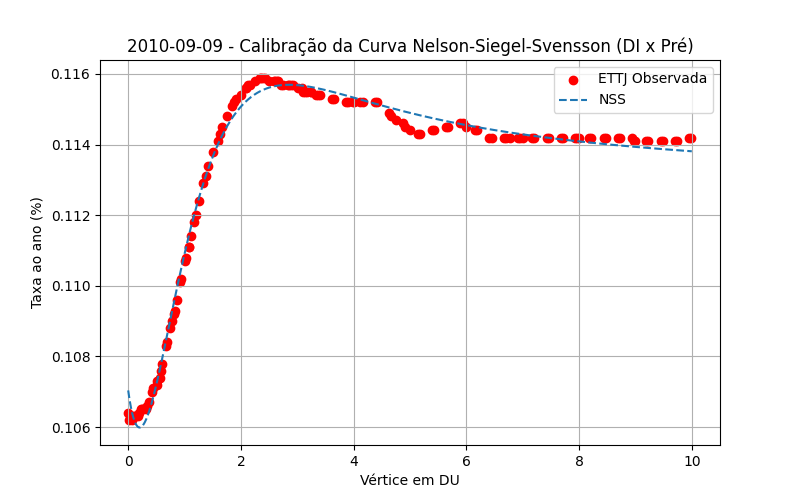 2010-09-09 - Calibração da Curva Nelson-Siegel-Svensson (DI x Pré)
ETTJ Observada
NSS
0.116
0.114
0.112
0.110
0.108
0.106
Taxa ao ano (%)
0 2 4 6 8 10
Vértice em DU